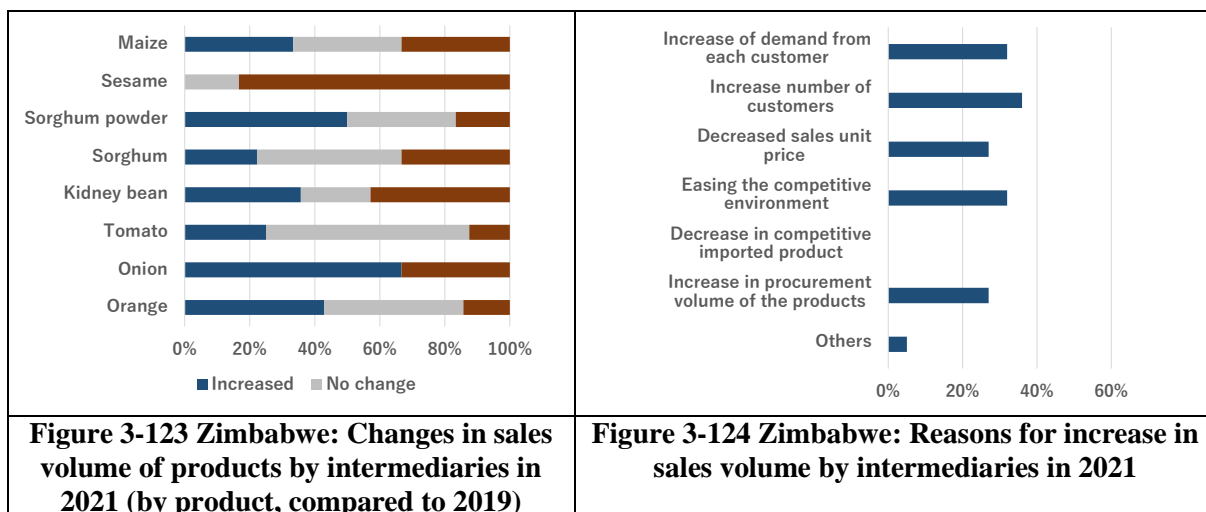 Maize
Sesame
Sorghum powder
Sorghum
Kidney bean
Tomato
Onion
Orange
0% 20% 40% 60% 80% 100%
Increased No change
Figure 3-123 Zimbabwe: Changes in sales
volume of products by intermediaries in
2021 (by product, compared to 2019)
Increase of demand from
each customer
Increase number of
customers
Decreased sales unit
price
Easing the competitive
environment
Decrease in competitive
imported product
Increase in procurement
volume of the products
Others
0% 20% 40% 60%
Figure 3-124 Zimbabwe: Reasons for increase in
sales volume by intermediaries in 2021